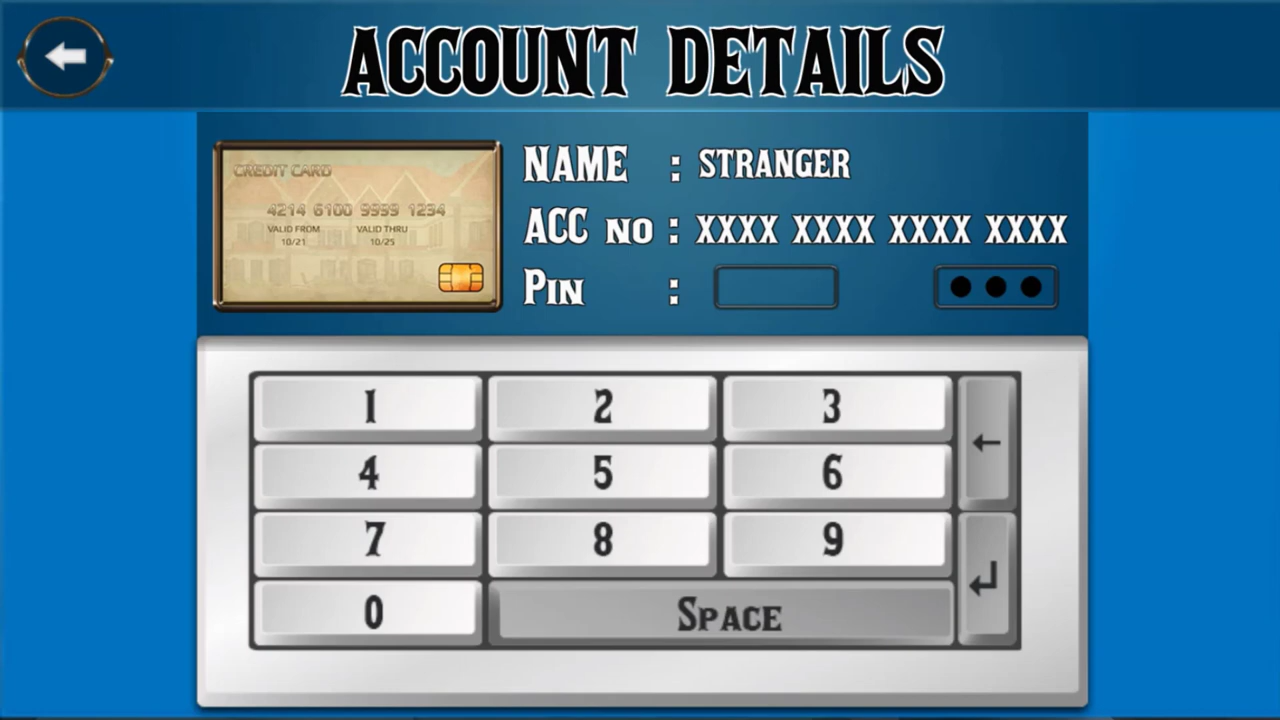 ACCOUNT DETAILS
CREDIT CARD
4214 6100 9999 1234
VALID FROM VALID THRU
10/21 10/25
NAME : STRANGER
ACC NO : XXXX XXXX XXXX XXXX
PIN :
1 2 3
4 5 6
7 8 9
0 SPACE